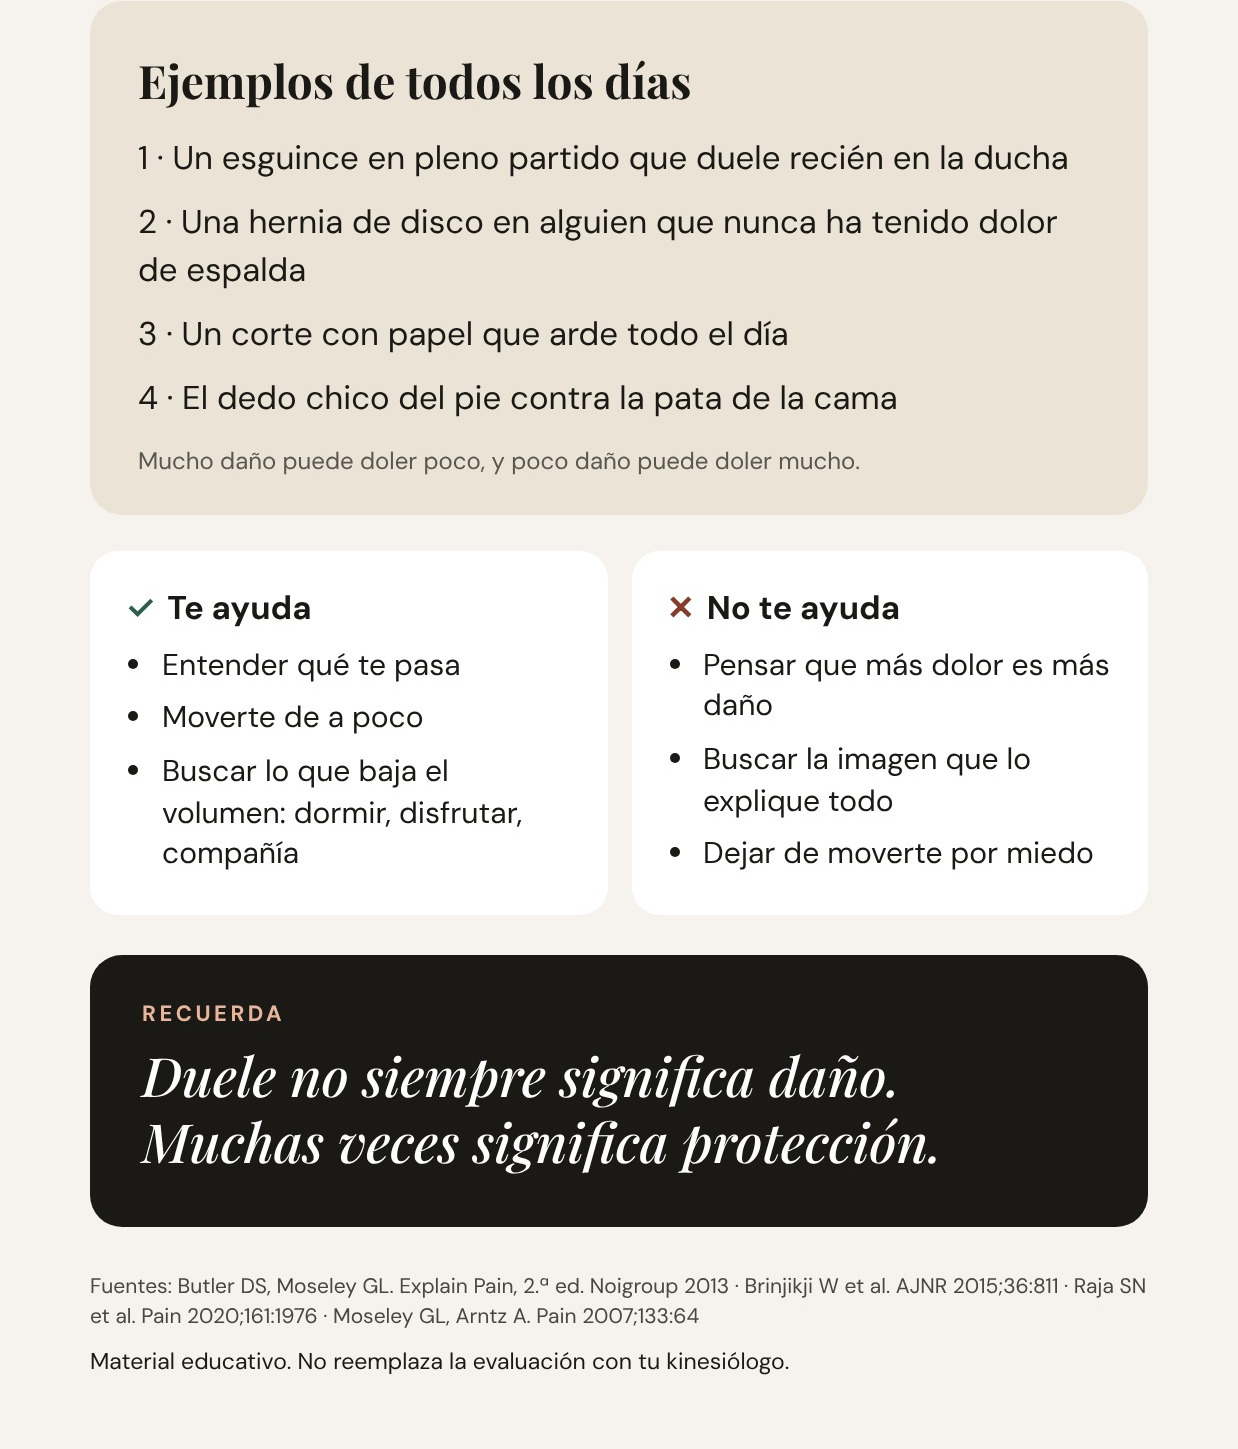 Ejemplos de todos los días
1 · Un esguince en pleno partido que duele recién en la ducha
2 · Una hernia de disco en alguien que nunca ha tenido dolor
de espalda
3 · Un corte con papel que arde todo el día
4 · El dedo chico del pie contra la pata de la cama
Mucho daño puede doler poco, y poco daño puede doler mucho.
✓ Te ayuda
• Entender qué te pasa
• Moverte de a poco
• Buscar lo que baja el
volumen: dormir, disfrutar,
compañía
✕ No te ayuda
• Pensar que más dolor es más
daño
• Buscar la imagen que lo
explique todo
• Dejar de moverte por miedo
RECUERDA
Duele no siempre significa daño.
Muchas veces significa protección.
Fuentes: Butler DS, Moseley GL. Explain Pain, 2.ª ed. Noigroup 2013 · Brinjikji W et al. AJNR 2015;36:811 · Raja SN
et al. Pain 2020;161:1976 · Moseley GL, Arntz A. Pain 2007;133:64
Material educativo. No reemplaza la evaluación con tu kinesiólogo.